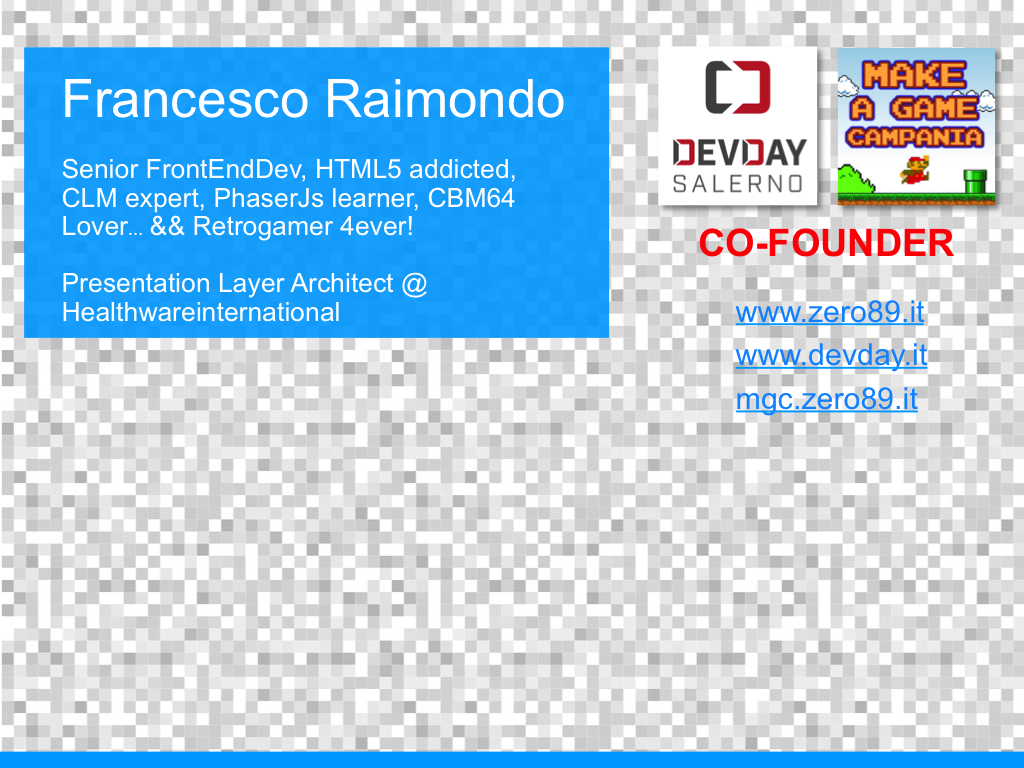 Francesco Raimondo
Senior FrontEndDev, HTML5 addicted,
CLM expert, PhaserJs learner, CBM64
Lover... && Retrogamer 4ever!
Presentation Layer Architect @
Healthwareinternational
DEVDAY
SALERNO
MAKE
A GAME
CAMPANIA
CO-FOUNDER
www.zero89.it
www.devday.it
mgc.zero89.it